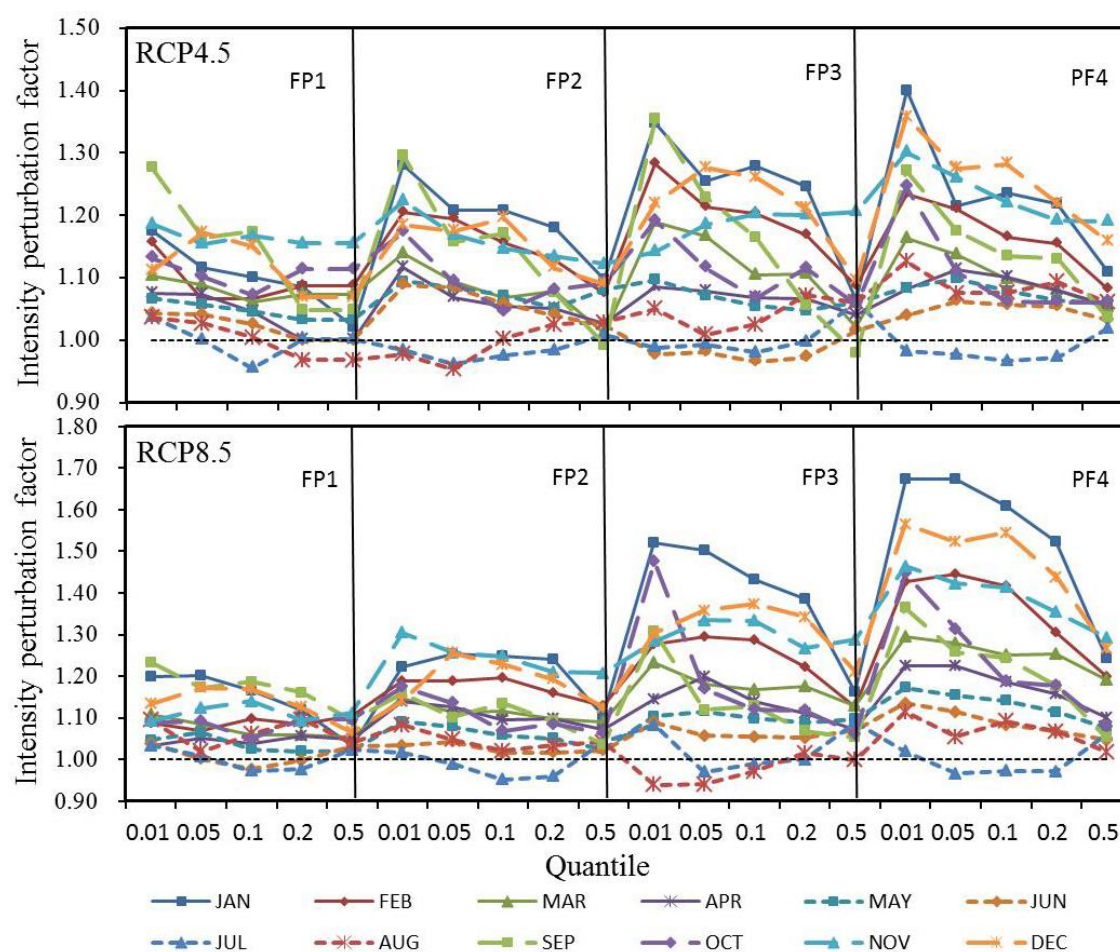 1.50
RCP4.5
FP1
FP2
FP3
PF4
1.40
1.30
1.20
1.10
1.00
0.90
Intensity perturbation factor
1.80
RCP8.5
FP1
FP2
FP3
PF4
1.70
1.60
1.50
1.40
1.30
1.20
1.10
1.00
0.90
Intensity perturbation factor
0.01 0.05 0.1 0.2 0.5 0.01 0.05 0.1 0.2 0.5 0.01 0.05 0.1 0.2 0.5 0.01 0.05 0.1 0.2 0.5
Quantile
JAN FEB MAR APR MAY JUN
JUL AUG SEP OCT NOV DEC